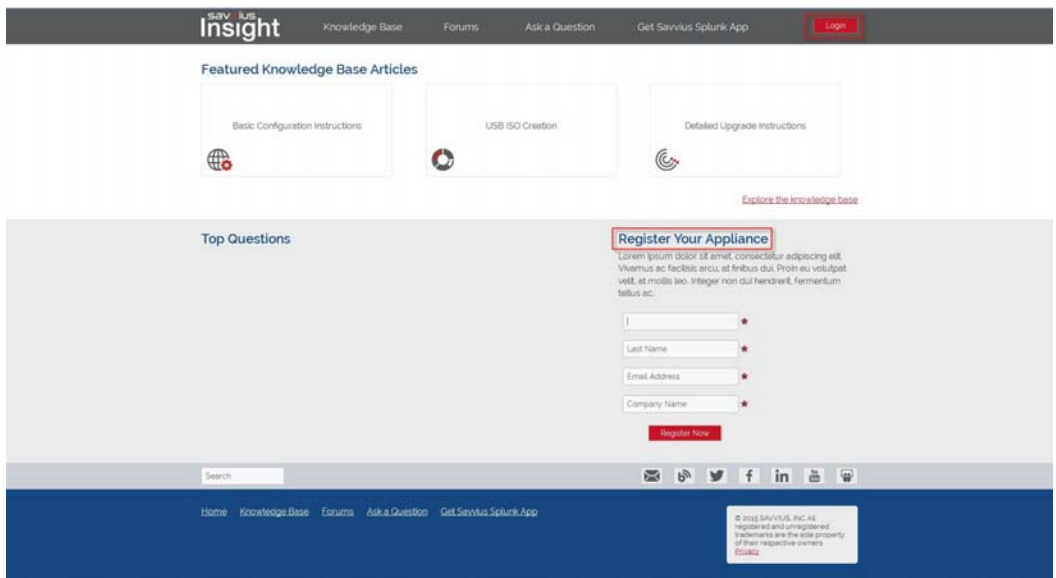 savvius
Insight
Knowledge Base
Forums
Ask a Question
Get Savvius Splunk App
Login
Featured Knowledge Base Articles
Basic Configuration Instructions
USB ISO Creation
Detailed Upgrade Instructions
Explore the knowledge base
Top Questions
Register Your Appliance
Lorem ipsum dolor sit amet, consectetur adipiscing elit.
Vivamus ac facilisis arcu, at finibus dui. Proin eu volutpat
velit, at mollis leo. Integer non dui hendrerit, fermentum
tellus ac.
Last Name
Email Address
Company Name
Register Now
Search
Home Knowledge Base Forums Ask a Question Get Savvius Splunk App
© 2015 SAVVIUS, INC All
registered and unregistered
trademarks are the sole property
of their respective owners
Privacy